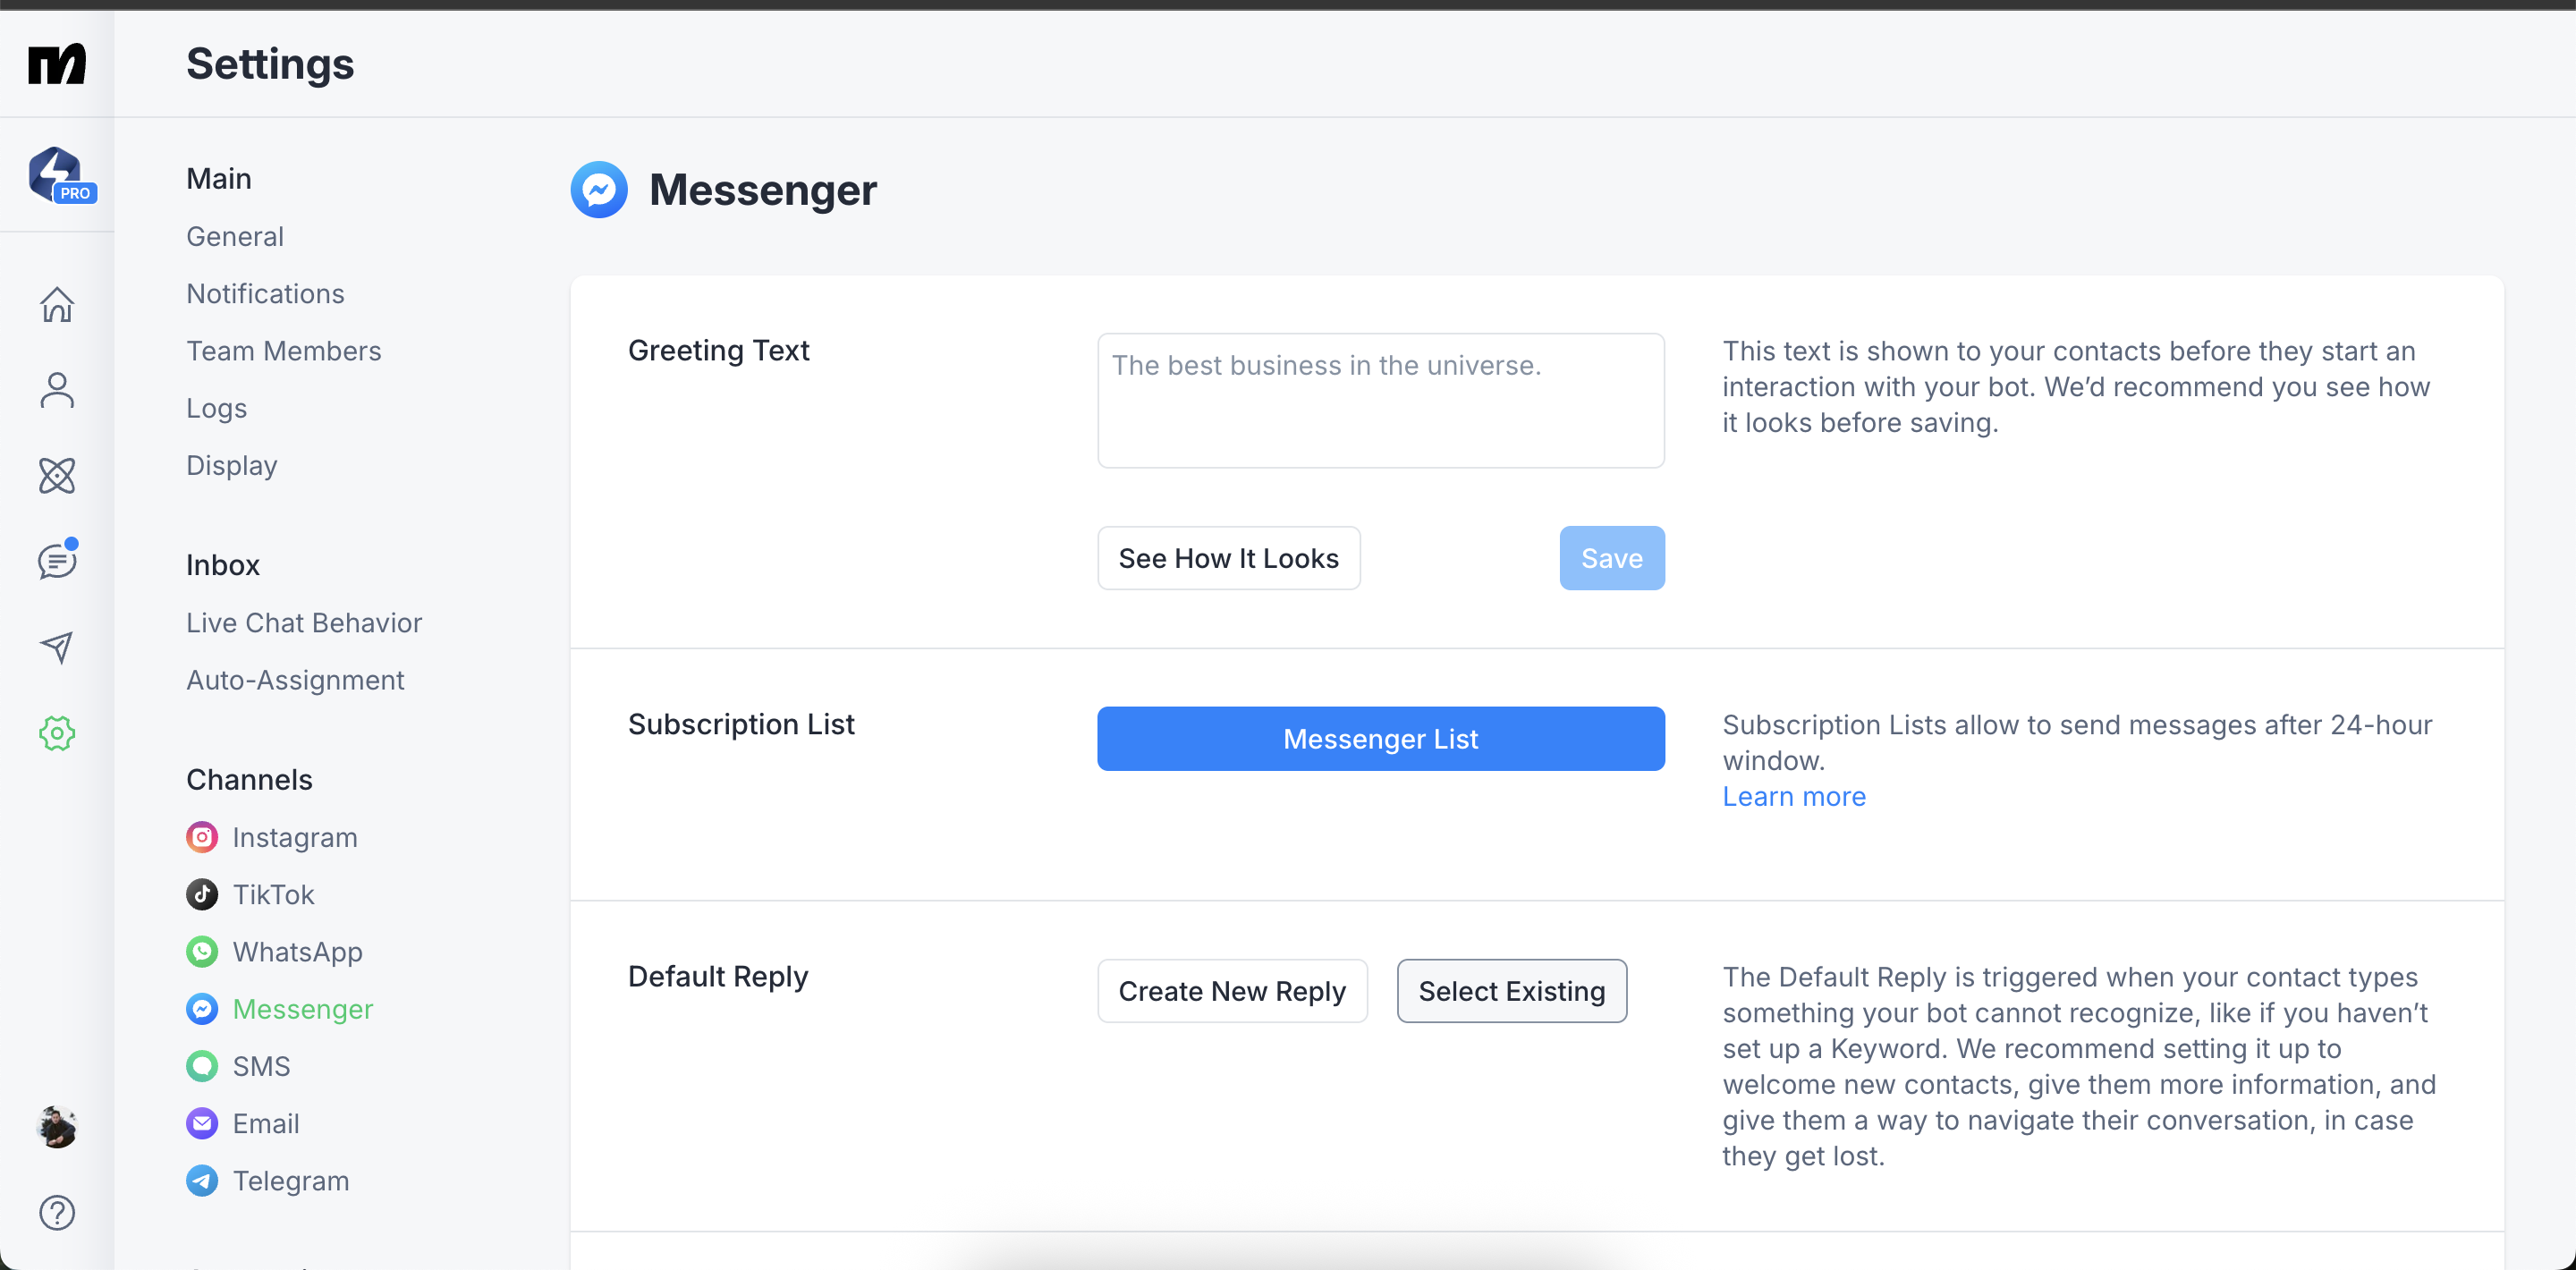 Settings
PRO
Main
General
Notifications
Team Members
Logs
Display
Inbox
Live Chat Behavior
Auto-Assignment
Channels
Instagram
TikTok
WhatsApp
Messenger
SMS
Email
Telegram
Messenger
Greeting Text
The best business in the universe.
See How It Looks
Save
This text is shown to your contacts before they start an
interaction with your bot. We’d recommend you see how
it looks before saving.
Subscription List
Messenger List
Subscription Lists allow to send messages after 24-hour
window.
Learn more
Default Reply
Create New Reply
Select Existing
The Default Reply is triggered when your contact types
something your bot cannot recognize, like if you haven’t
set up a Keyword. We recommend setting it up to
welcome new contacts, give them more information, and
give them a way to navigate their conversation, in case
they get lost.